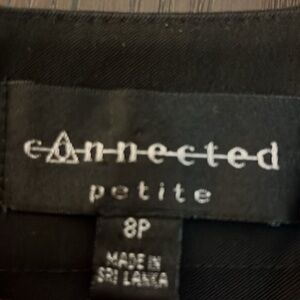 connected
petite
8P
MADE IN
SRI LANKA